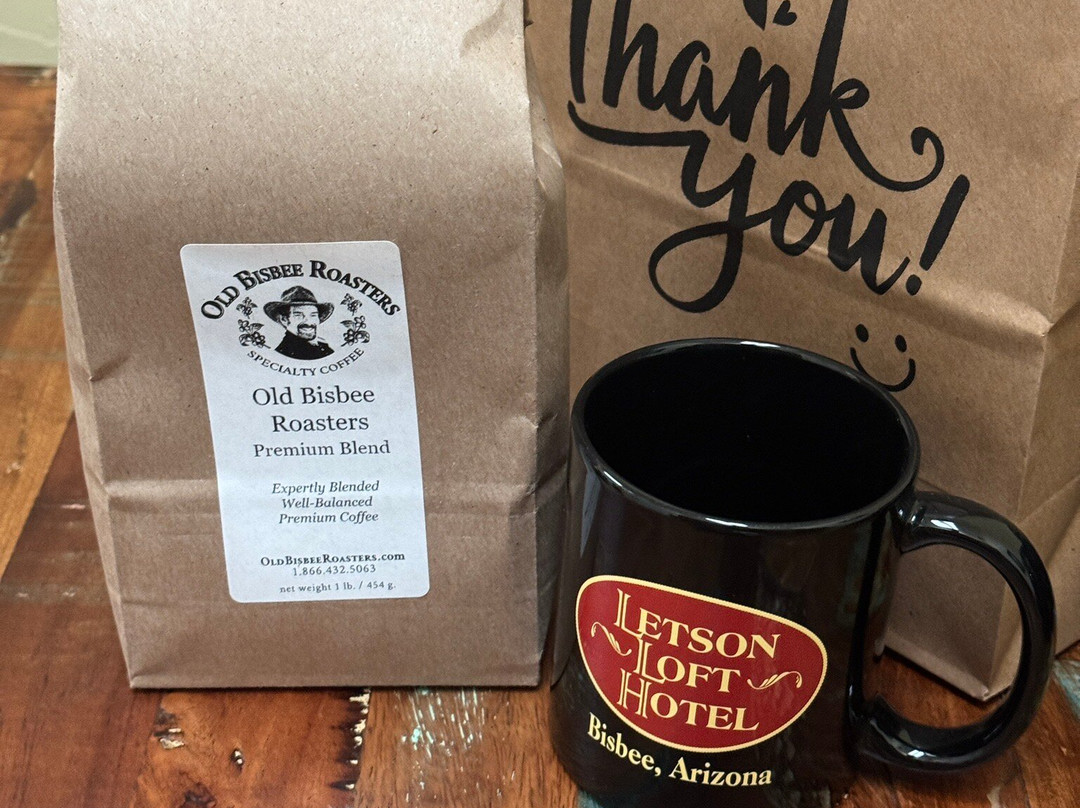 OLD BISBEE ROASTERS
SPECIALTY COFFEE
Old Bisbee
Roasters
Premium Blend
Expertly Blended
Well-Balanced
Premium Coffee
OLDBISBEEROASTERS.com
1.866.432.5063
net weight 1 lb. / 454 g.
Thank
you!
LETSON
LOFT
HOTEL
Bisbee, Arizona